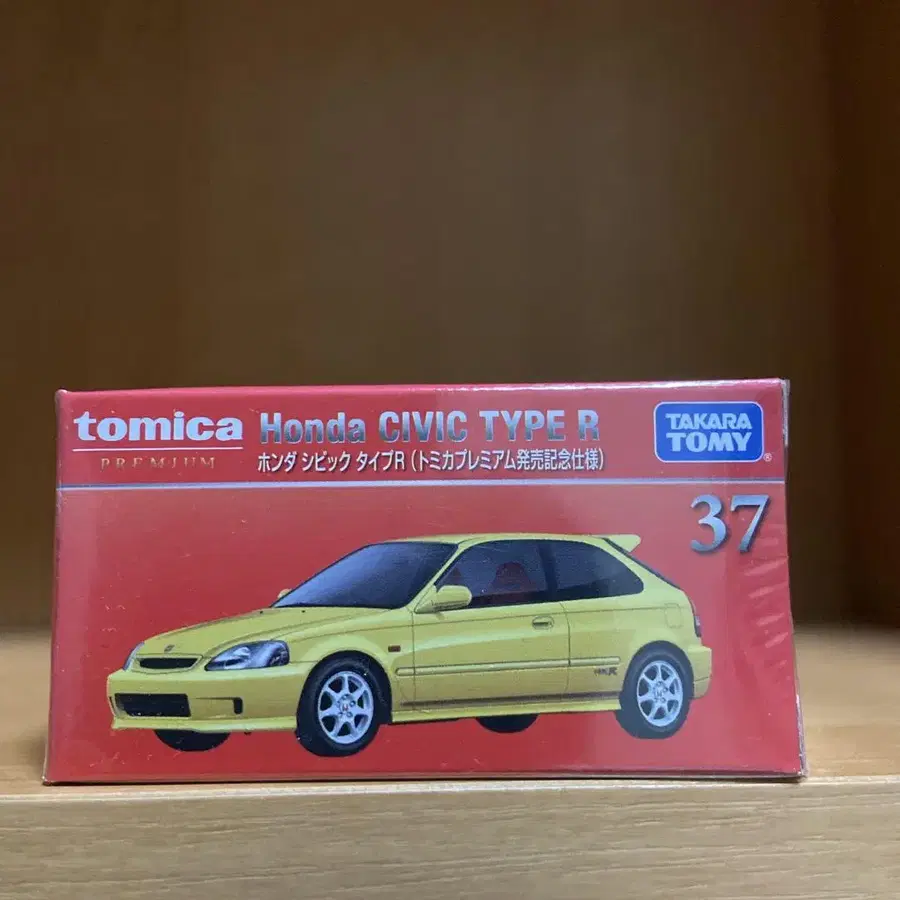 tomica
PREMIUM
Honda CIVIC TYPE R
ホンダ シビック タイプR (トミカプレミアム発売記念仕様)
TAKARA
TOMY
37